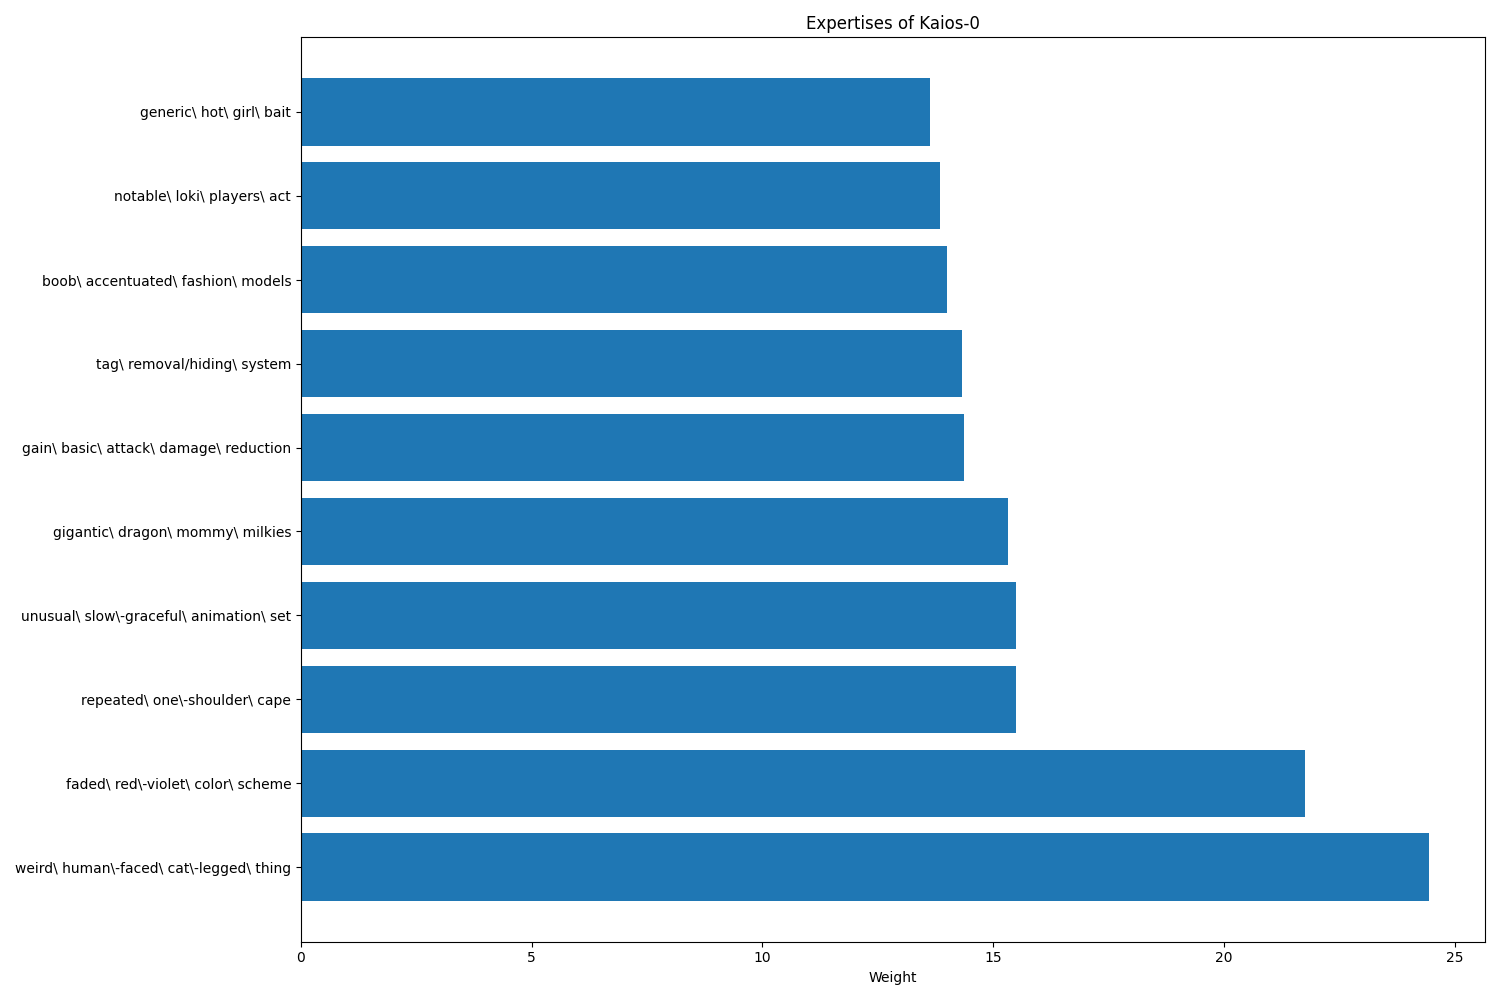 Expertises of Kaios-0
generic\ hot\ girl\ bait
notable\ loki\ players\ act
boob\ accentuated\ fashion\ models
tag\ removal/hiding\ system
gain\ basic\ attack\ damage\ reduction
gigantic\ dragon\ mommy\ milkies
unusual\ slow\-graceful\ animation\ set
repeated\ one\-shoulder\ cape
faded\ red\-violet\ color\ scheme
weird\ human\-faced\ cat\-legged\ thing
0 5 10 15 20 25
Weight